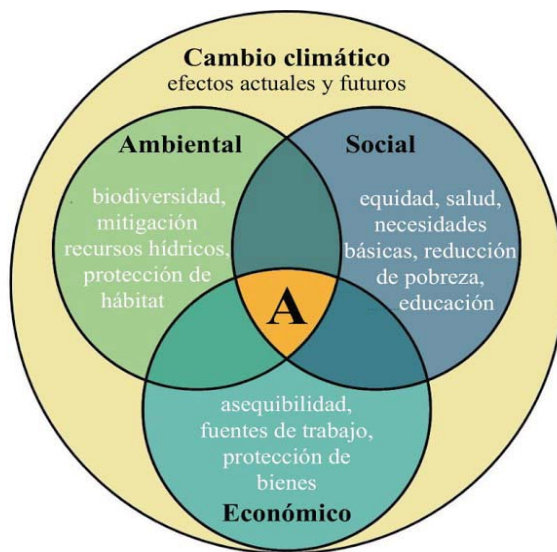 Cambio climático
efectos actuales y futuros
Ambiental
biodiversidad,
mitigación
recursos hídricos,
protección de
hábitat
Social
equidad, salud,
necesidades
básicas, reducción
de pobreza,
educación
A
asequibilidad,
fuentes de trabajo,
protección de
bienes
Económico